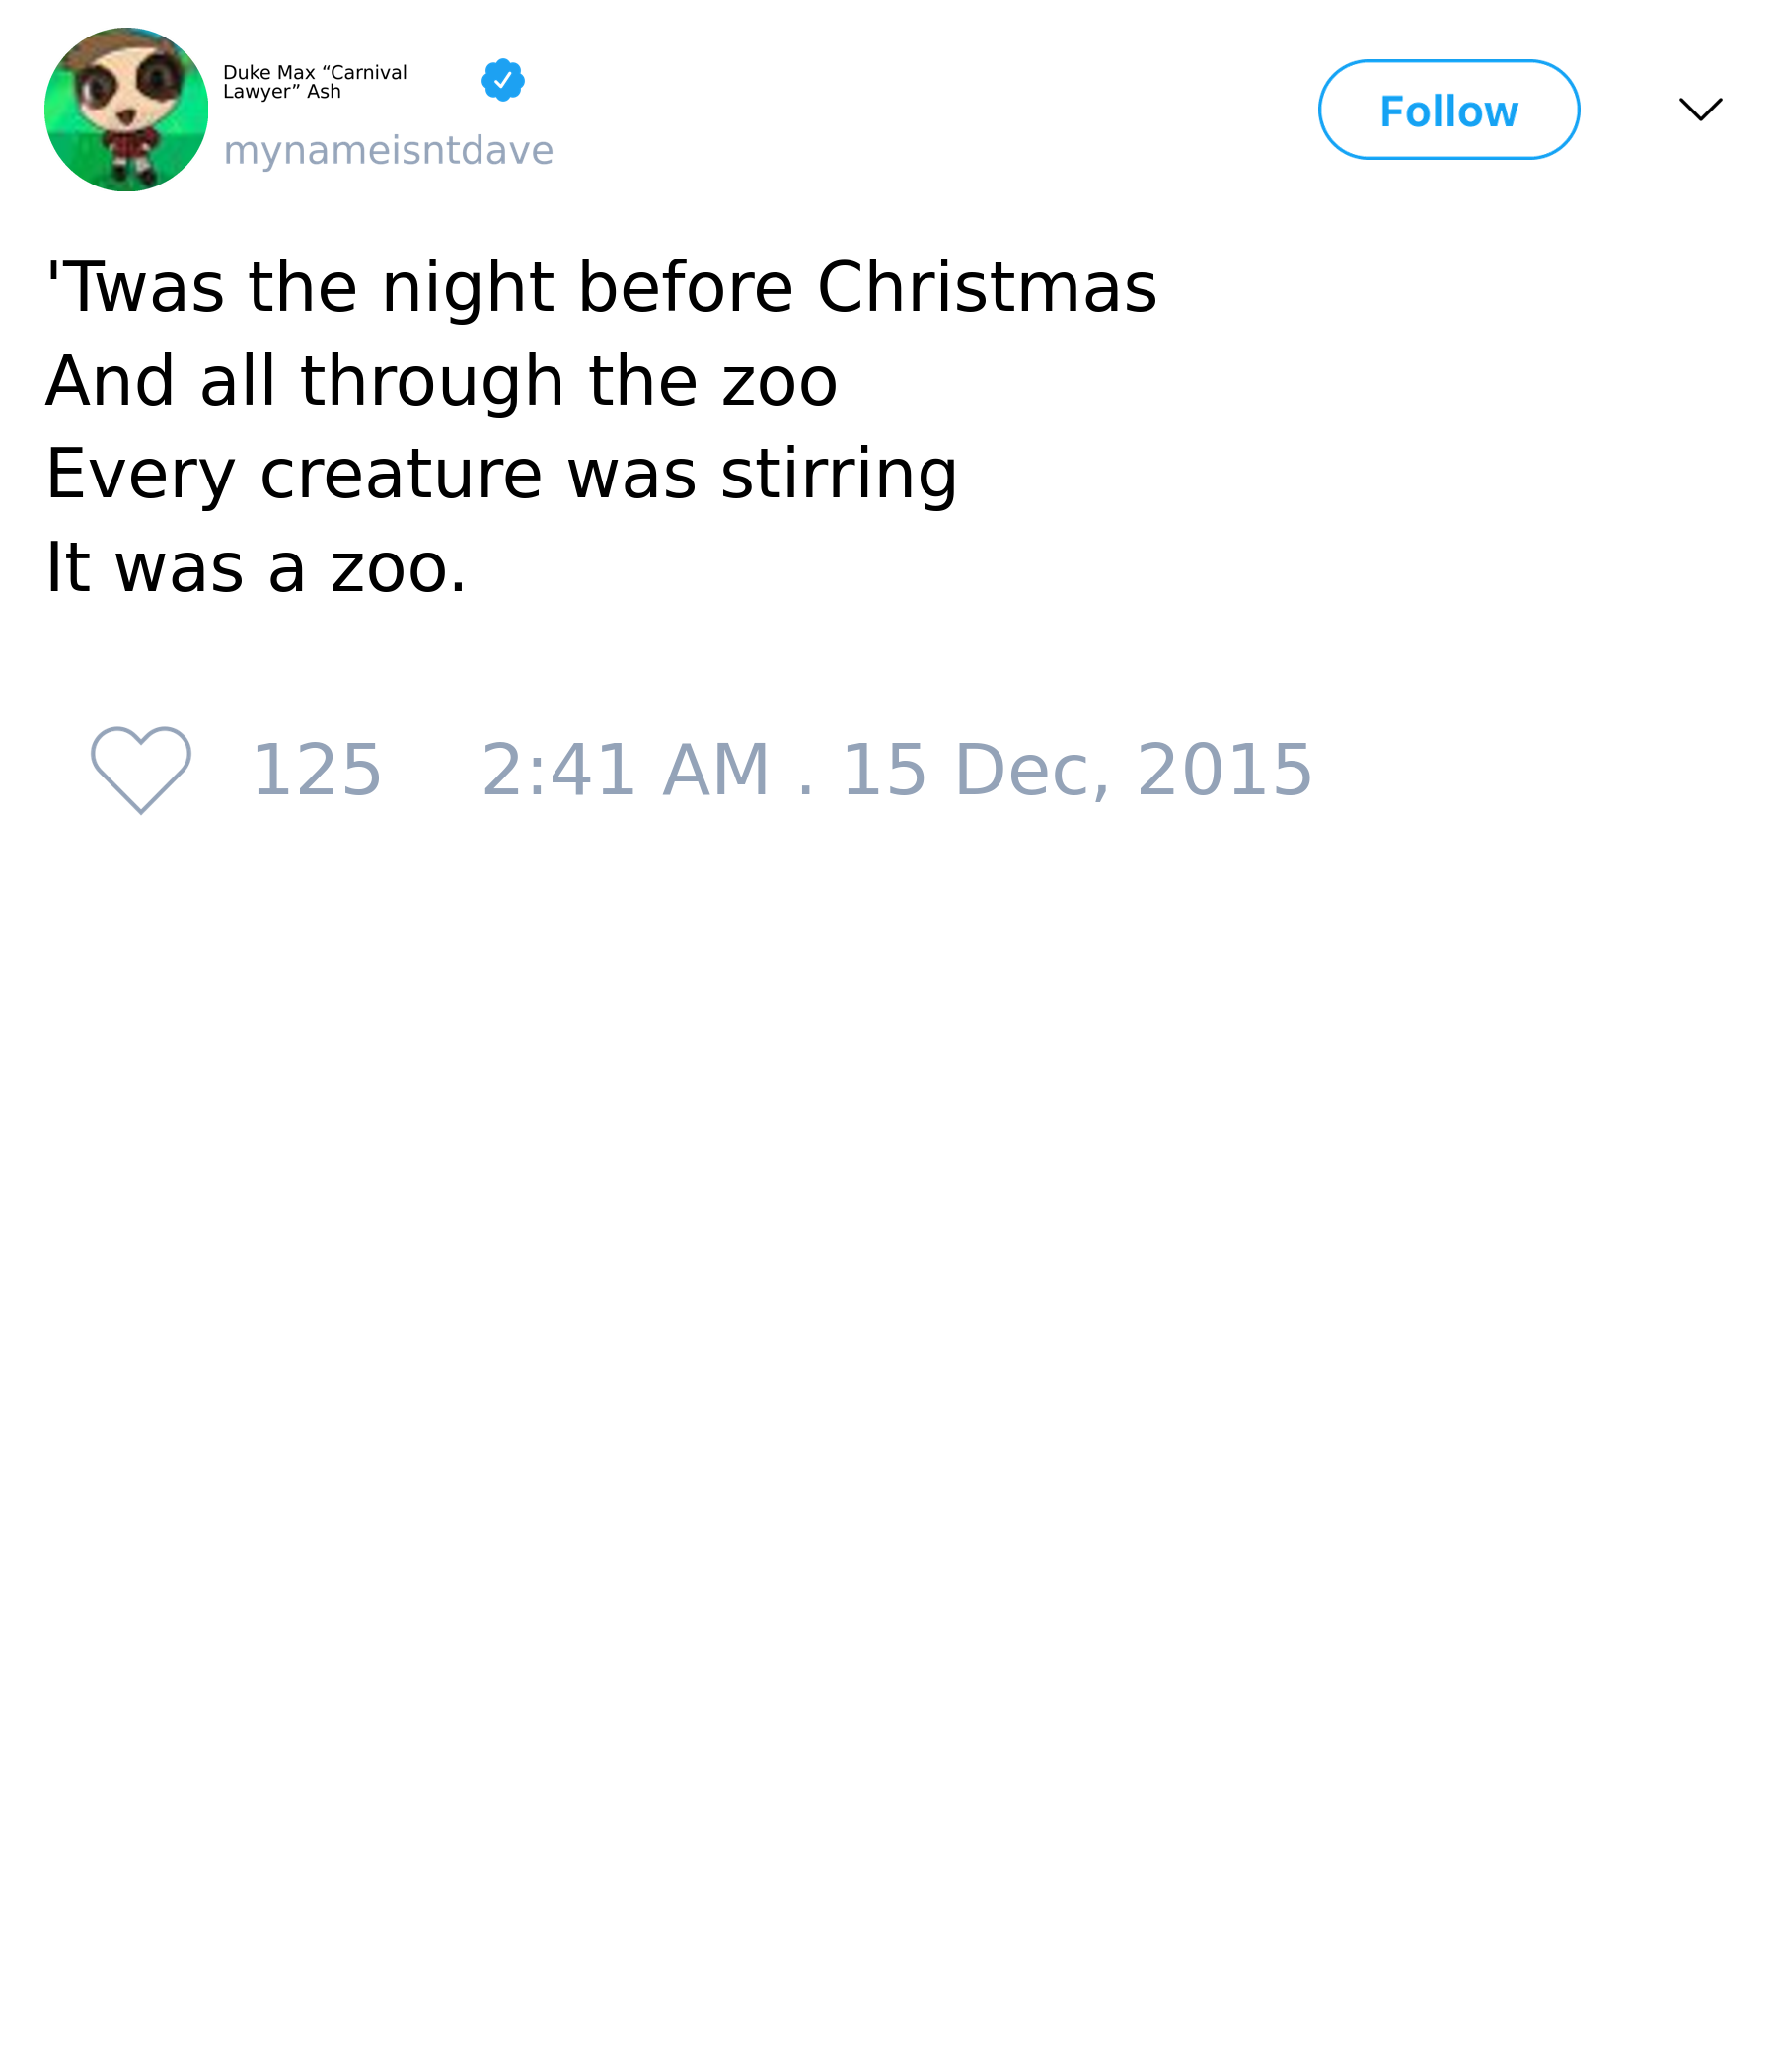 Duke Max “Carnival
Lawyer” Ash
mynameisntdave
Follow
'Twas the night before Christmas
And all through the zoo
Every creature was stirring
It was a zoo.
125 2:41 AM . 15 Dec, 2015